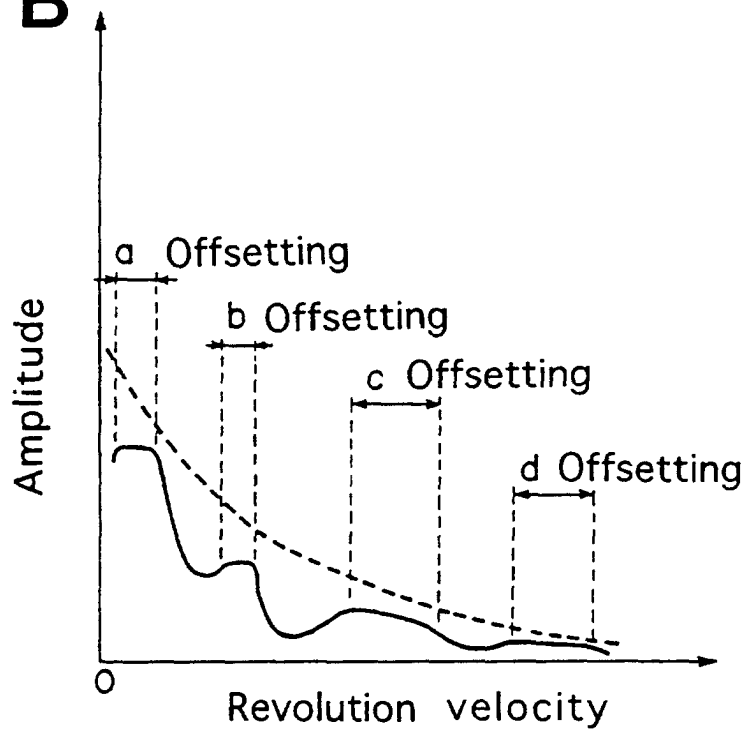 B
a Offsetting
b Offsetting
c Offsetting
d Offsetting
Amplitude
O
Revolution velocity